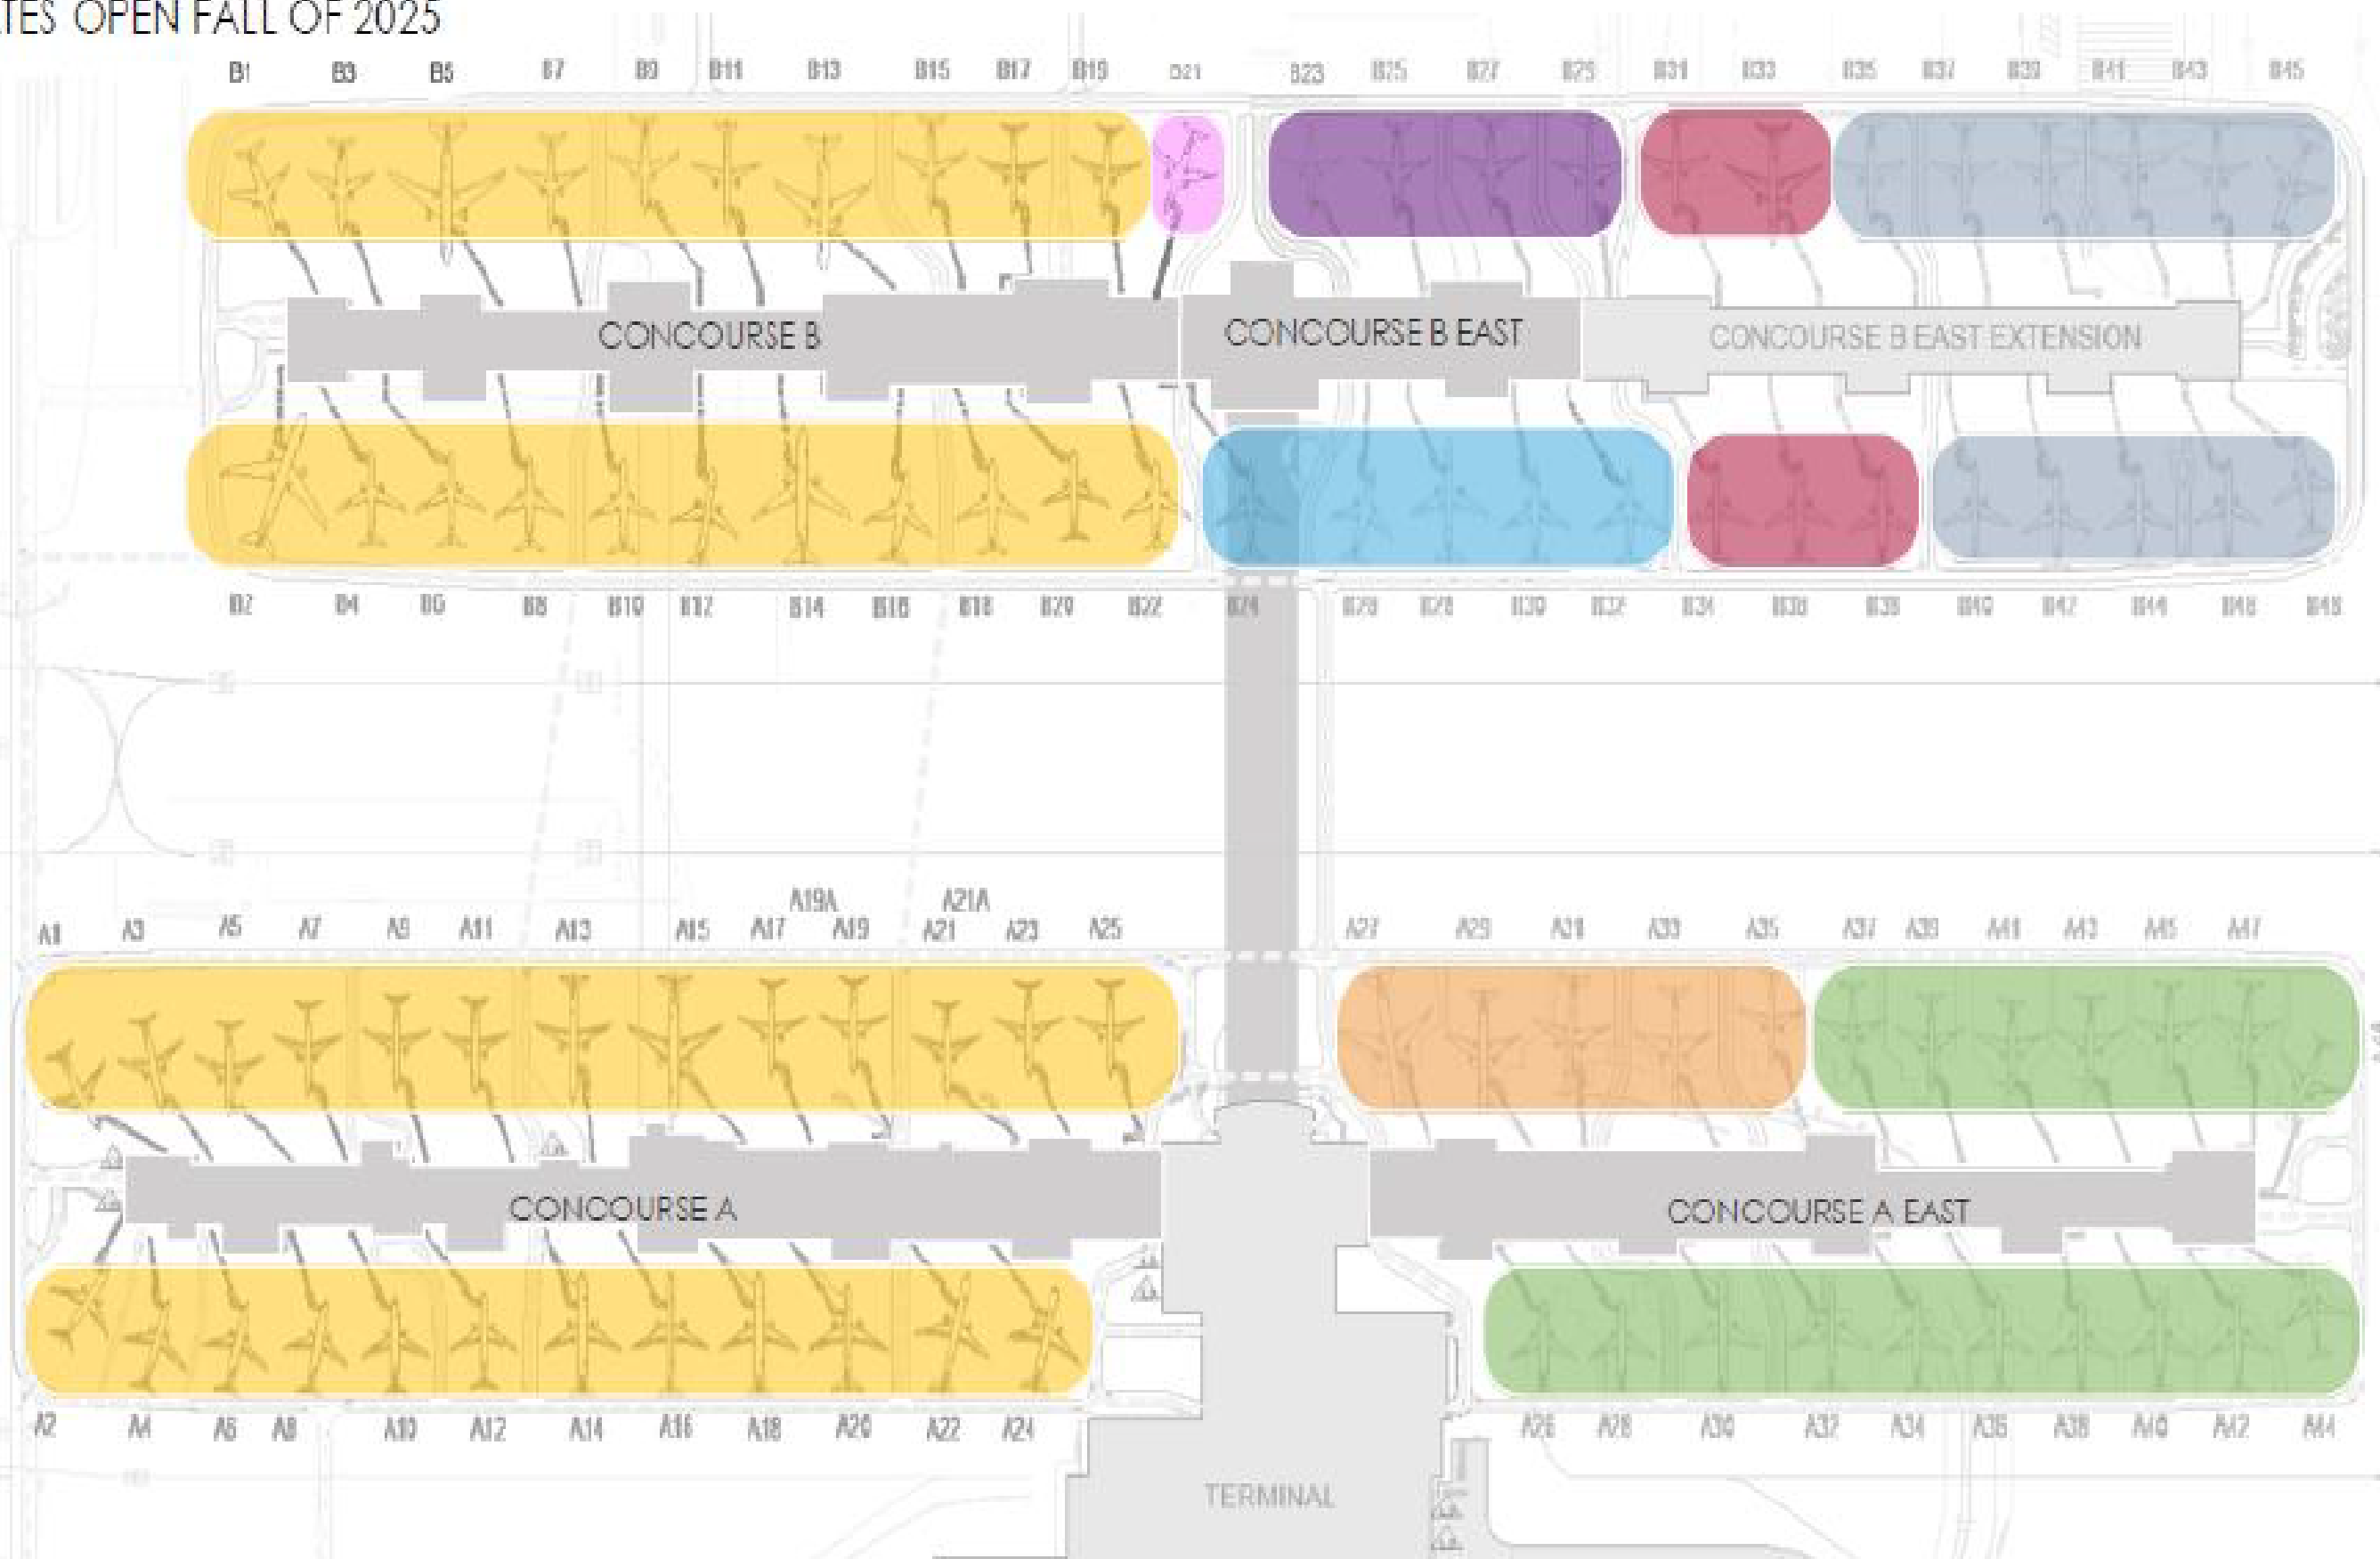 TES OPEN FALL OF 2025
B1 B3 B5 B7 B9 B11 B13 B15 B17 B19 B21 B23 B25 B27 B29 B31 B33 B35 B37 B39 B41 B43 B45
CONCOURSE B CONCOURSE B EAST CONCOURSE B EAST EXTENSION
B2 B4 B6 B8 B10 B12 B14 B16 B18 B20 B22 B24 B26 B28 B30 B32 B34 B36 B38 B40 B42 B44 B46 B48
A19A A21A
A1 A3 A5 A7 A9 A11 A13 A15 A17 A19 A21 A23 A25 A27 A29 A31 A33 A35 A37 A39 A41 A43 A45 A47
CONCOURSE A CONCOURSE A EAST
A2 A4 A6 A8 A10 A12 A14 A16 A18 A20 A22 A24 A26 A28 A30 A32 A34 A36 A38 A40 A42 A44
TERMINAL